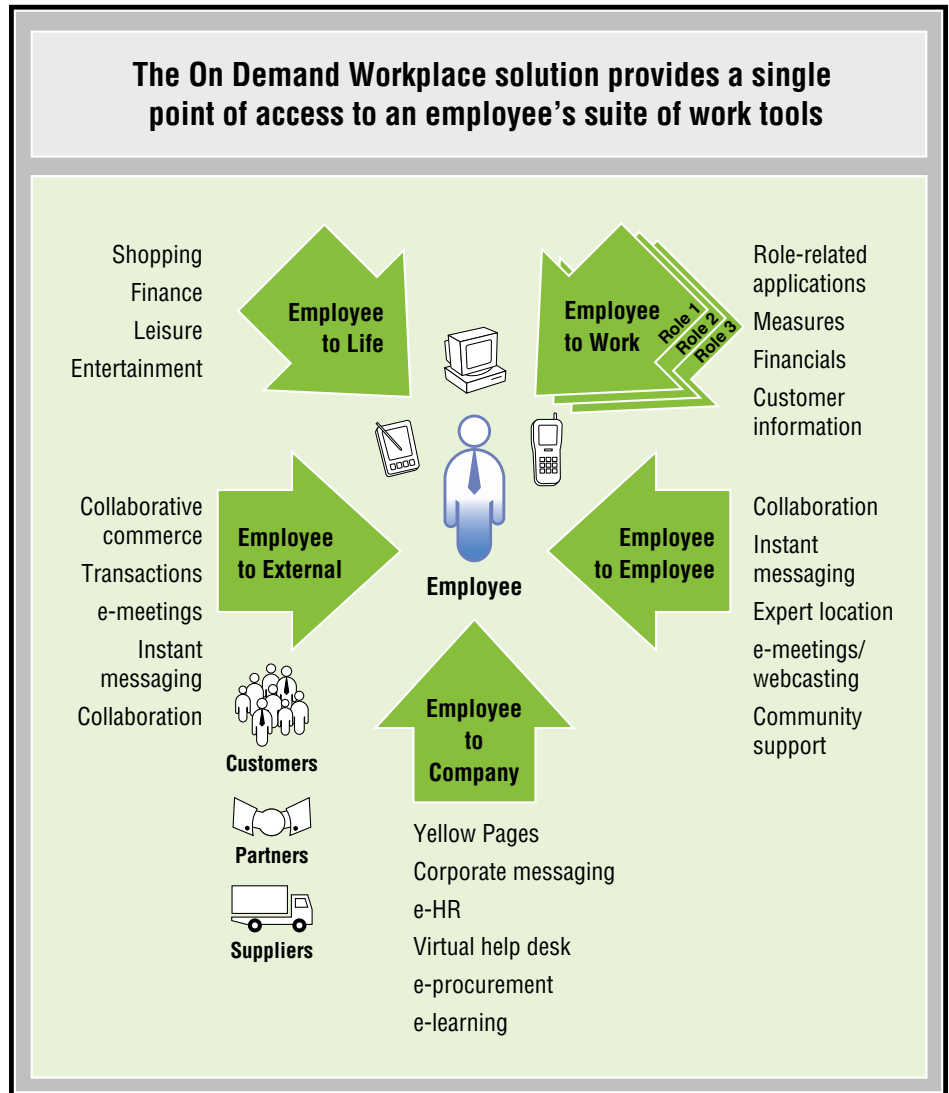 The On Demand Workplace solution provides a single
point of access to an employee’s suite of work tools
Shopping
Finance
Leisure
Entertainment
Employee
to Life
Employee
to Work
Role 1
Role 2
Role 3
Role-related
applications
Measures
Financials
Customer
information
Collaborative
commerce
Transactions
e-meetings
Instant
messaging
Collaboration
Employee
to External
Employee
Employee
to Employee
Collaboration
Instant
messaging
Expert location
e-meetings/
webcasting
Community
support
Customers
Partners
Suppliers
Employee
to
Company
Yellow Pages
Corporate messaging
e-HR
Virtual help desk
e-procurement
e-learning